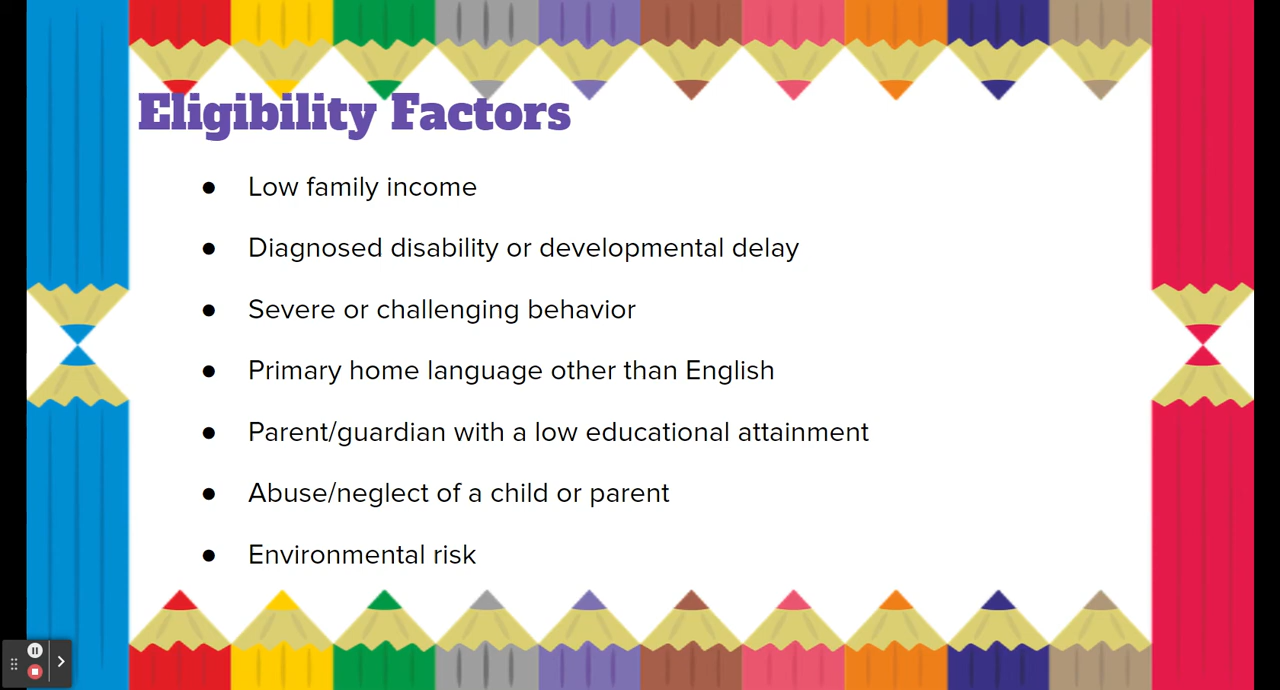 Eligibility Factors
● Low family income
● Diagnosed disability or developmental delay
● Severe or challenging behavior
● Primary home language other than English
● Parent/guardian with a low educational attainment
● Abuse/neglect of a child or parent
● Environmental risk